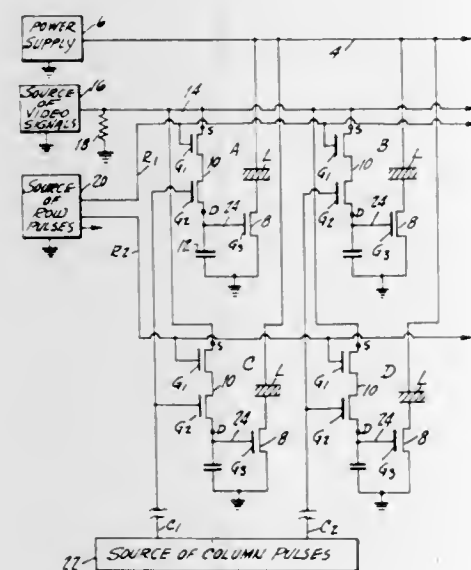 POWER
SUPPLY
6
4
SOURCE
OF
VIDEO
SIGNALS
16
14
18
SOURCE
OF
ROW
PULSES
20
R1
R2
S
G1
A
10
L
G2
D
24
8
12
G3
S
G1
B
10
L
G2
D
24
8
G3
S
G1
C
10
L
G2
D
24
8
G3
S
G1
D
10
L
G2
D
24
8
G3
C1
C2
22
SOURCE OF COLUMN PULSES